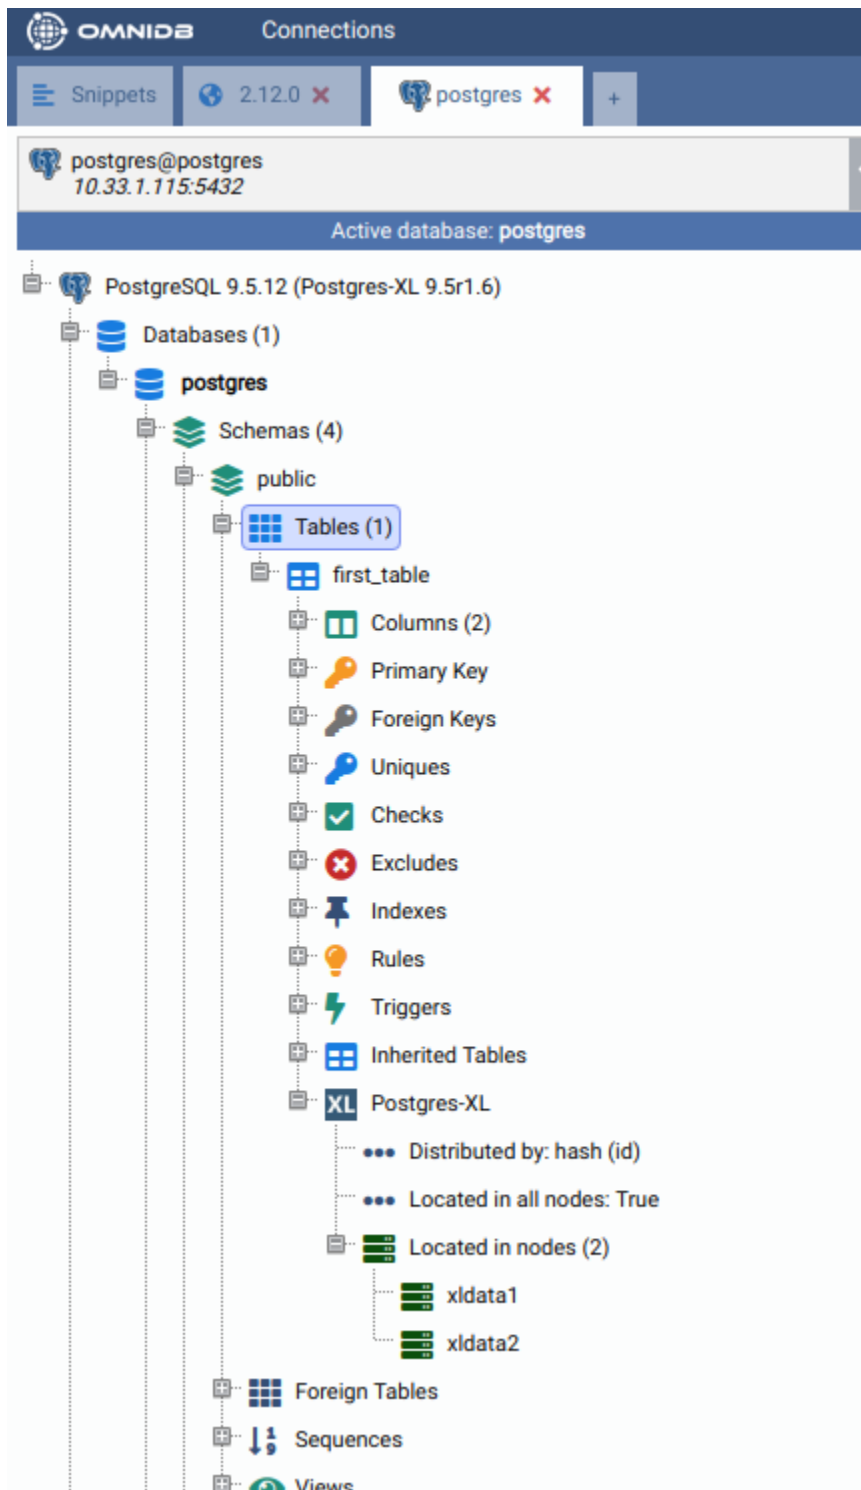 OMNIDB Connections
Snippets 2.12.0 postgres +
postgres@postgres
10.33.1.115:5432
Active database: postgres
PostgreSQL 9.5.12 (Postgres-XL 9.5r1.6)
Databases (1)
postgres
Schemas (4)
public
Tables (1)
first_table
Columns (2)
Primary Key
Foreign Keys
Uniques
Checks
Excludes
Indexes
Rules
Triggers
Inherited Tables
XL Postgres-XL
Distributed by: hash (id)
Located in all nodes: True
Located in nodes (2)
xldata1
xldata2
Foreign Tables
Sequences
Views